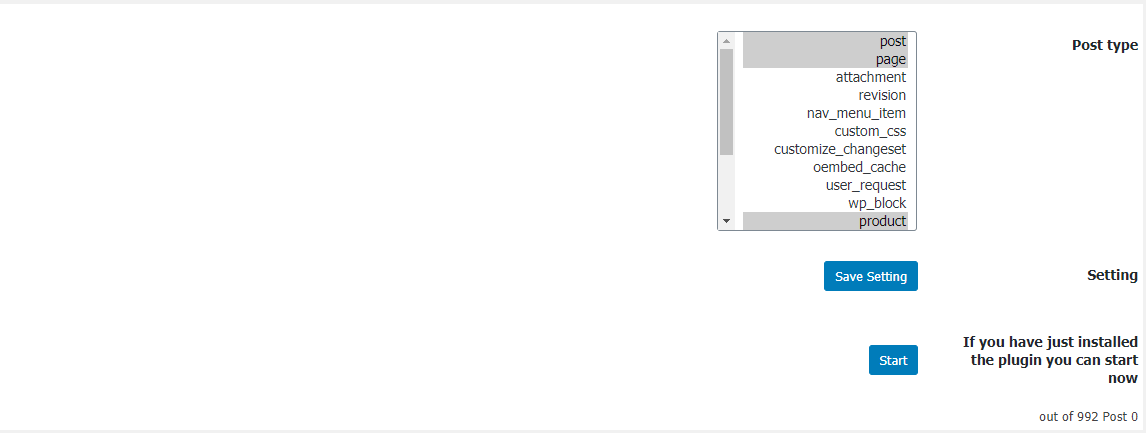 Post type
post
page
attachment
revision
nav_menu_item
custom_css
customize_changeset
oembed_cache
user_request
wp_block
product
Setting
Save Setting
If you have just installed
the plugin you can start
now
Start
out of 992 Post 0